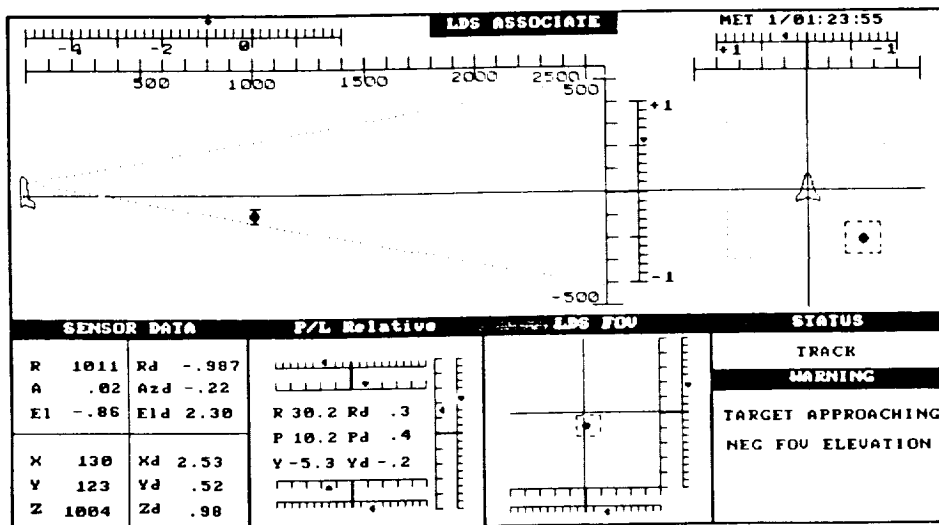 LDS ASSOCIATE
MET 1/01:23:55
-4 -2 0
+1 -1
500 1000 1500 2000 2500
500
+1
-1
-500
SENSOR DATA
R 1011 Rd -.987
A .02 Azd -.22
El -.86 Eld 2.30
X 130 Xd 2.53
Y 123 Yd .52
Z 1004 Zd .98
P/L Relative
R 30.2 Rd .3
P 10.2 Pd .4
Y -5.3 Yd -.2
LDS FOV
STATUS
TRACK
WARNING
TARGET APPROACHING
NEG FOV ELEVATION